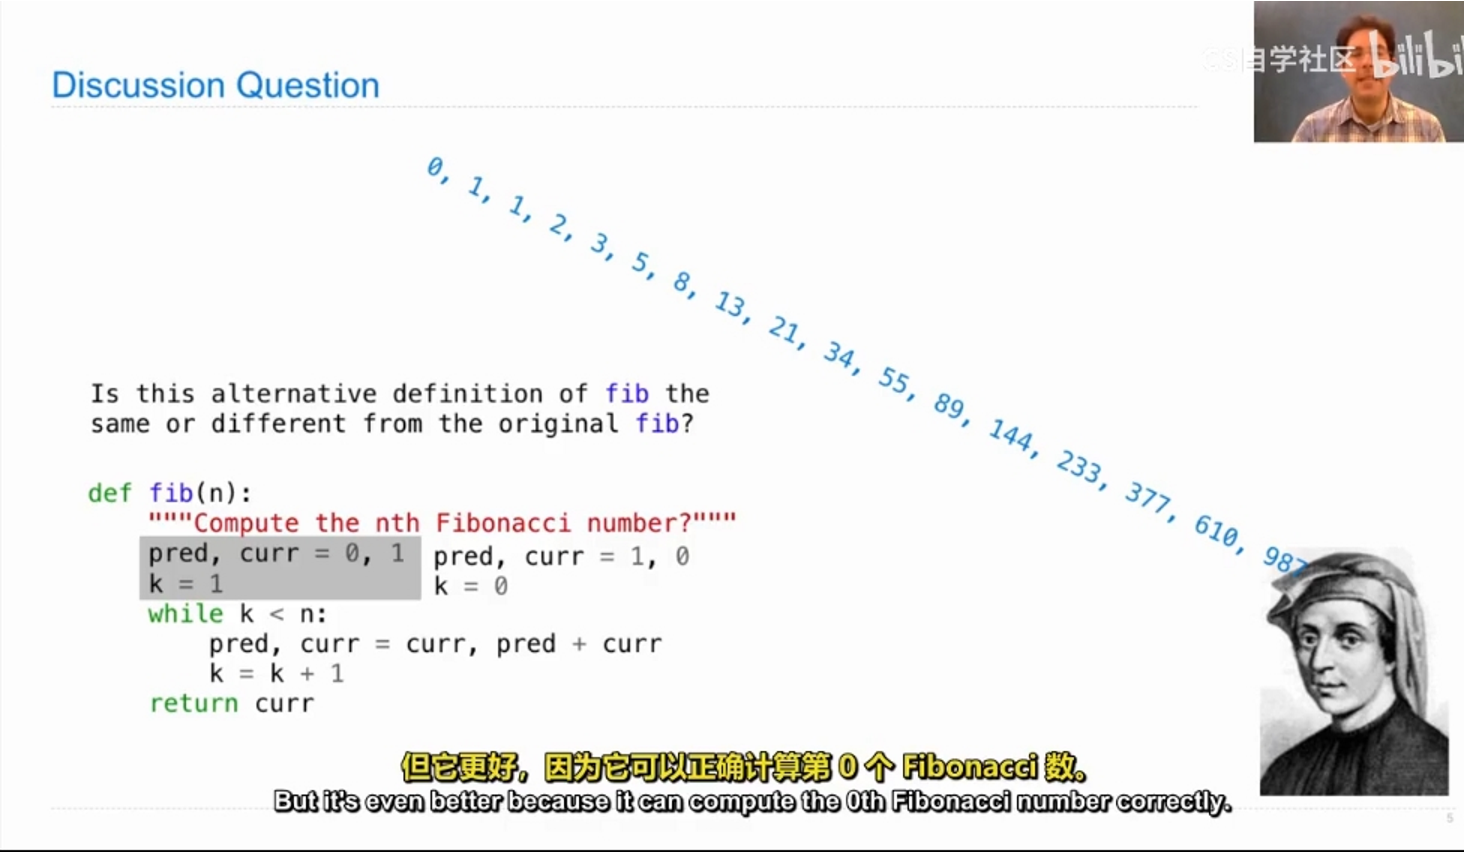 CS自学社区 bilibili
Discussion Question
0, 1, 1, 2, 3, 5, 8, 13, 21, 34, 55, 89, 144, 233, 377, 610, 987
Is this alternative definition of fib the
same or different from the original fib?
def fib(n):
"""Compute the nth Fibonacci number?"""
pred, curr = 0, 1 pred, curr = 1, 0
k = 1 k = 0
while k < n:
pred, curr = curr, pred + curr
k = k + 1
return curr
但它更好，因为它可以正确计算第 0 个 Fibonacci 数。
But it's even better because it can compute the 0th Fibonacci number correctly.
5